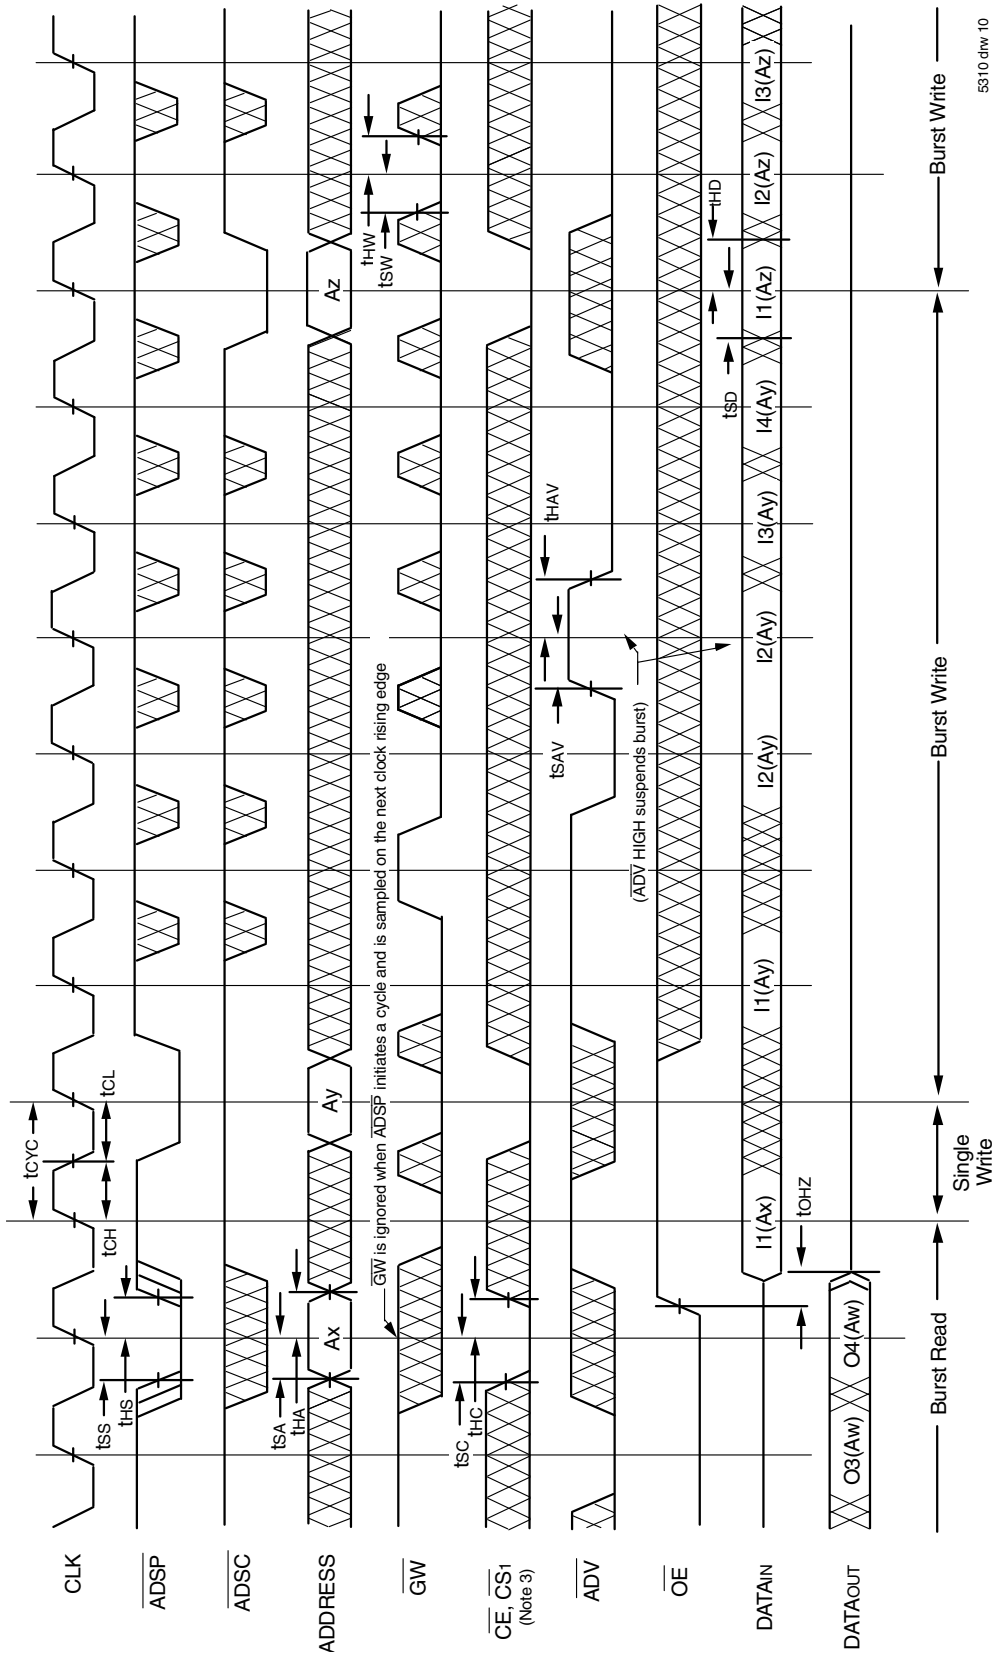 CLK
tCYC
tCH
tCL
ADSP
tSS
tHS
ADSC
ADDRESS
tSA
tHA
Ax
Ay
Az
GW
GW is ignored when ADSP initiates a cycle and is sampled on the next clock rising edge
tHW
tSW
CE, CS1
(Note 3)
tSC
tHC
ADV
tSAV
tHAV
(ADV HIGH suspends burst)
OE
DATAIN
I1(Ax)
I1(Ay)
I2(Ay)
I2(Ay)
I3(Ay)
I4(Ay)
I1(Az)
I2(Az)
I3(Az)
tSD
tHD
tOHZ
DATAOUT
O3(Aw)
O4(Aw)
Burst Read
Single
Write
Burst Write
Burst Write
5310 drw 10